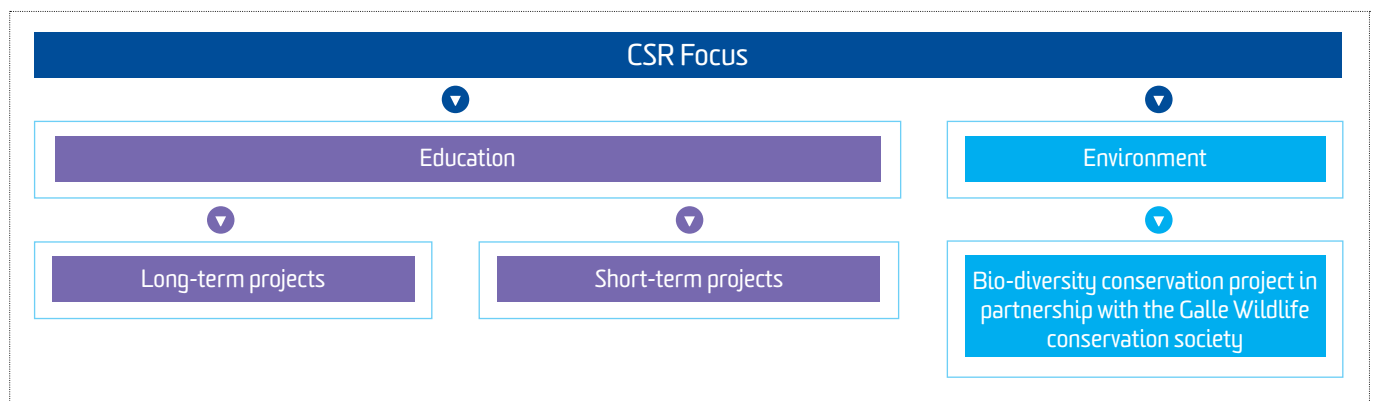 CSR Focus
Education
Environment
Long-term projects
Short-term projects
Bio-diversity conservation project in
partnership with the Galle Wildlife
conservation society